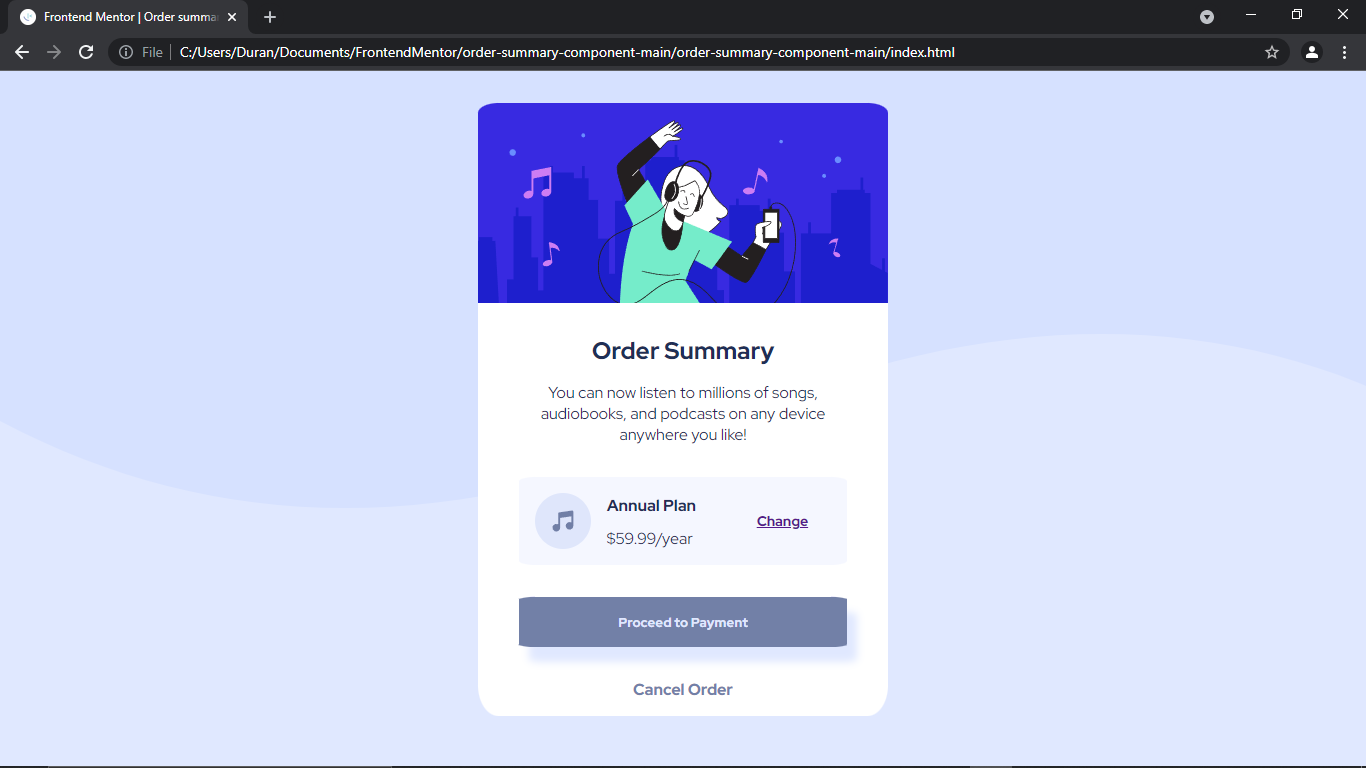 Frontend Mentor | Order summa
File
C:/Users/Duran/Documents/FrontendMentor/order-summary-component-main/order-summary-component-main/index.html
Order Summary
You can now listen to millions of songs,
audiobooks, and podcasts on any device
anywhere you like!
Annual Plan
$59.99/year
Change
Proceed to Payment
Cancel Order